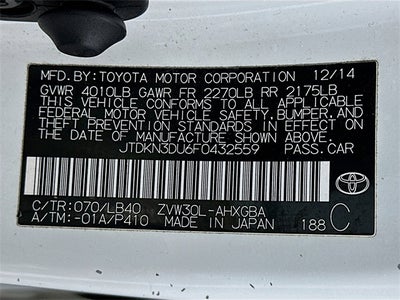 MFD. BY: TOYOTA MOTOR CORPORATION 12/14
GVWR 4010LB GAWR FR 2270LB RR 2175LB
THIS VEHICLE CONFORMS TO ALL APPLICABLE
FEDERAL MOTOR VEHICLE SAFETY, BUMPER, AND
THEFT PREVENTION STANDARDS IN EFFECT ON THE
DATE OF MANUFACTURE SHOWN ABOVE.
JTDKN3DU6F0432559 PASS.CAR
C/TR: 070/LB40 ZVW30L-AHXGBA
A/TM: -01A/P410 MADE IN JAPAN 188 C